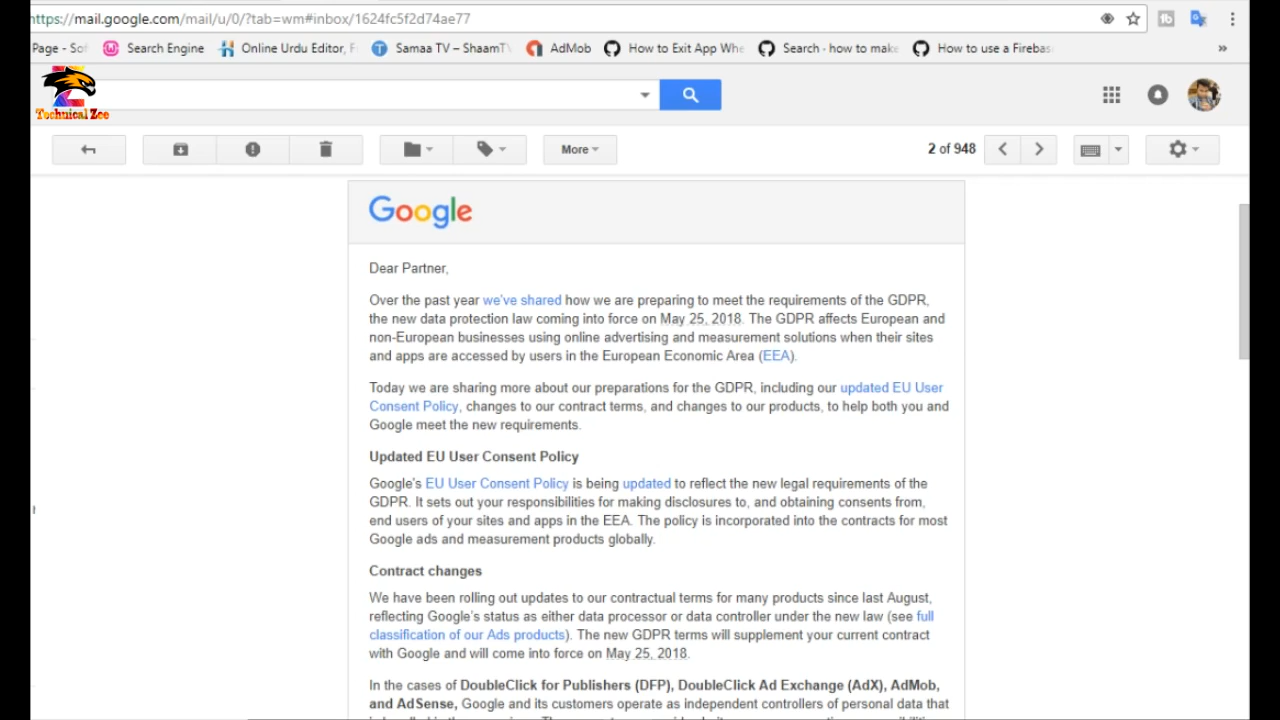 https://mail.google.com/mail/u/0/?tab=wm#inbox/1624fc5f2d74ae77
Page - Sof Search Engine Online Urdu Editor, F Samaa TV – ShaamTV AdMob How to Exit App Whe Search · how to make How to use a Firebase
Technical Zee
More 2 of 948
Google
Dear Partner,
Over the past year we've shared how we are preparing to meet the requirements of the GDPR,
the new data protection law coming into force on May 25, 2018. The GDPR affects European and
non-European businesses using online advertising and measurement solutions when their sites
and apps are accessed by users in the European Economic Area (EEA).
Today we are sharing more about our preparations for the GDPR, including our updated EU User
Consent Policy, changes to our contract terms, and changes to our products, to help both you and
Google meet the new requirements.
Updated EU User Consent Policy
Google's EU User Consent Policy is being updated to reflect the new legal requirements of the
GDPR. It sets out your responsibilities for making disclosures to, and obtaining consents from,
end users of your sites and apps in the EEA. The policy is incorporated into the contracts for most
Google ads and measurement products globally.
Contract changes
We have been rolling out updates to our contractual terms for many products since last August,
reflecting Google's status as either data processor or data controller under the new law (see full
classification of our Ads products). The new GDPR terms will supplement your current contract
with Google and will come into force on May 25, 2018.
In the cases of DoubleClick for Publishers (DFP), DoubleClick Ad Exchange (AdX), AdMob,
and AdSense, Google and its customers operate as independent controllers of personal data that